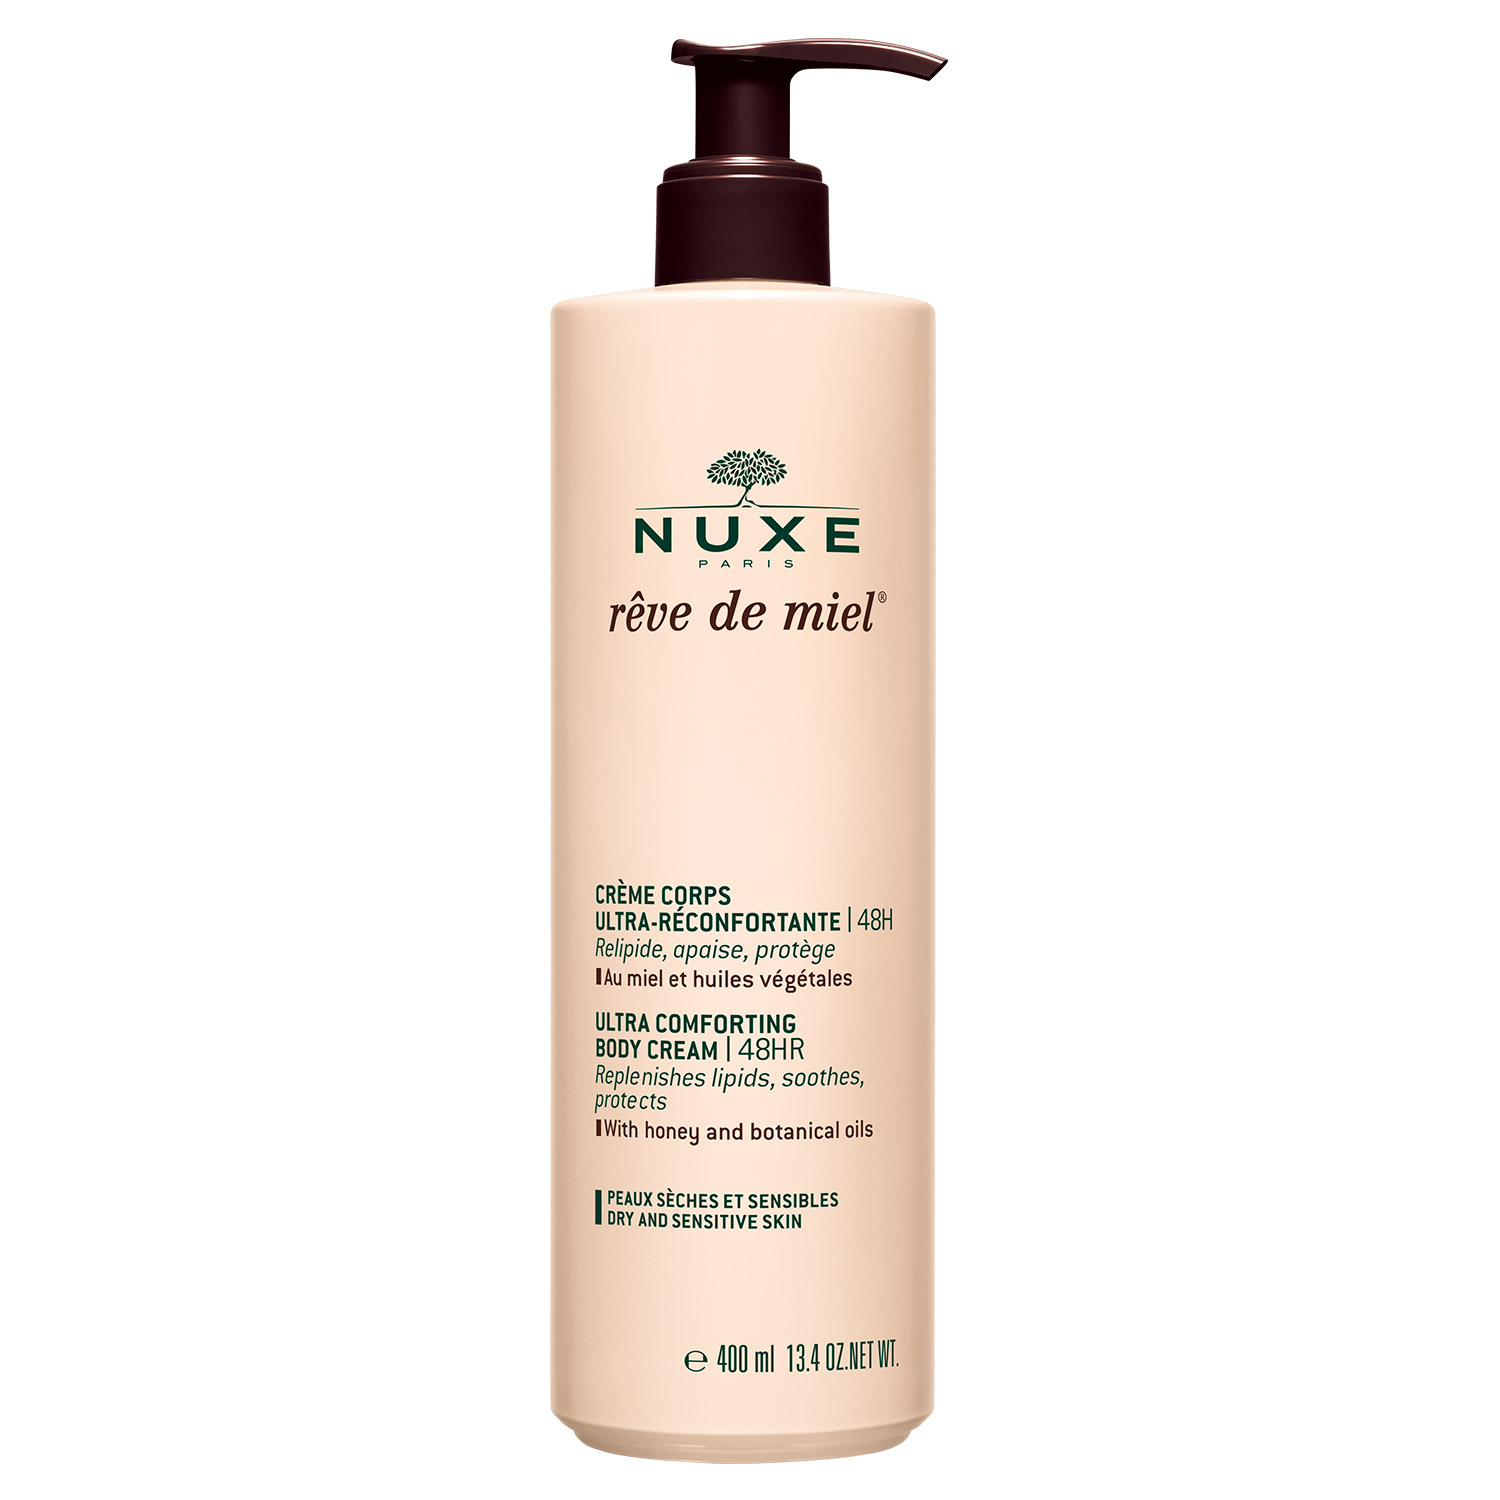 NUXE
PARIS
rêve de miel®
CRÈME CORPS
ULTRA-RÉCONFORTANTE | 48H
Relipide, apaise, protège
Au miel et huiles végétales
ULTRA COMFORTING
BODY CREAM | 48HR
Replenishes lipids, soothes,
protects
With honey and botanical oils
PEAUX SÈCHES ET SENSIBLES
DRY AND SENSITIVE SKIN
℮ 400 ml 13.4 OZ.NET WT.